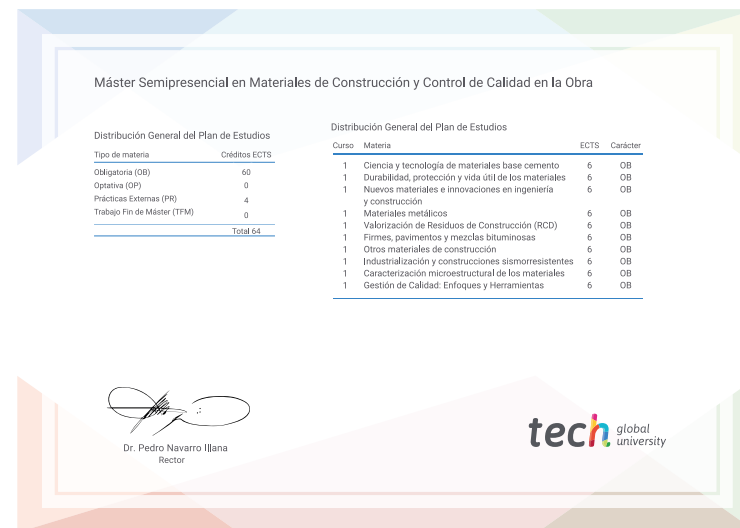 Máster Semipresencial en Materiales de Construcción y Control de Calidad en la Obra
Distribución General del Plan de Estudios
Tipo de materia Créditos ECTS
Obligatoria (OB) 60
Optativa (OP) 0
Prácticas Externas (PR) 4
Trabajo Fin de Máster (TFM) 0
Total 64
Distribución General del Plan de Estudios
Curso Materia ECTS Carácter
1 Ciencia y tecnología de materiales base cemento 6 OB
1 Durabilidad, protección y vida útil de los materiales 6 OB
1 Nuevos materiales e innovaciones en ingeniería 6 OB
y construcción
1 Materiales metálicos 6 OB
1 Valorización de Residuos de Construcción (RCD) 6 OB
1 Firmes, pavimentos y mezclas bituminosas 6 OB
1 Otros materiales de construcción 6 OB
1 Industrialización y construcciones sismorresistentes 6 OB
1 Caracterización microestructural de los materiales 6 OB
1 Gestión de Calidad: Enfoques y Herramientas 6 OB
Dr. Pedro Navarro Illana
Rector
tech global
university